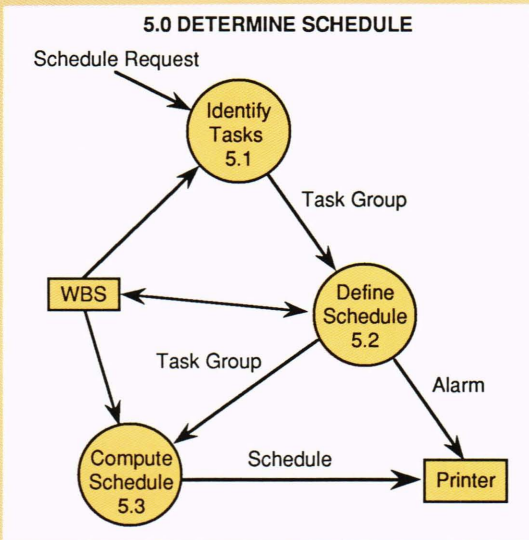 5.0 DETERMINE SCHEDULE
Schedule Request
Identify
Tasks
5.1
Task Group
WBS
Define
Schedule
5.2
Task Group
Alarm
Compute
Schedule
5.3
Schedule
Printer